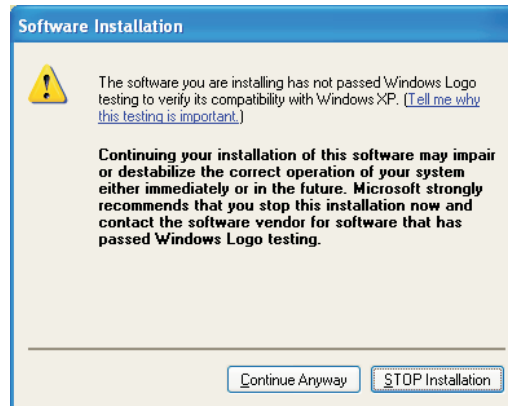 Software Installation
The software you are installing has not passed Windows Logo
testing to verify its compatibility with Windows XP. (Tell me why
this testing is important.)
Continuing your installation of this software may impair
or destabilize the correct operation of your system
either immediately or in the future. Microsoft strongly
recommends that you stop this installation now and
contact the software vendor for software that has
passed Windows Logo testing.
Continue Anyway STOP Installation